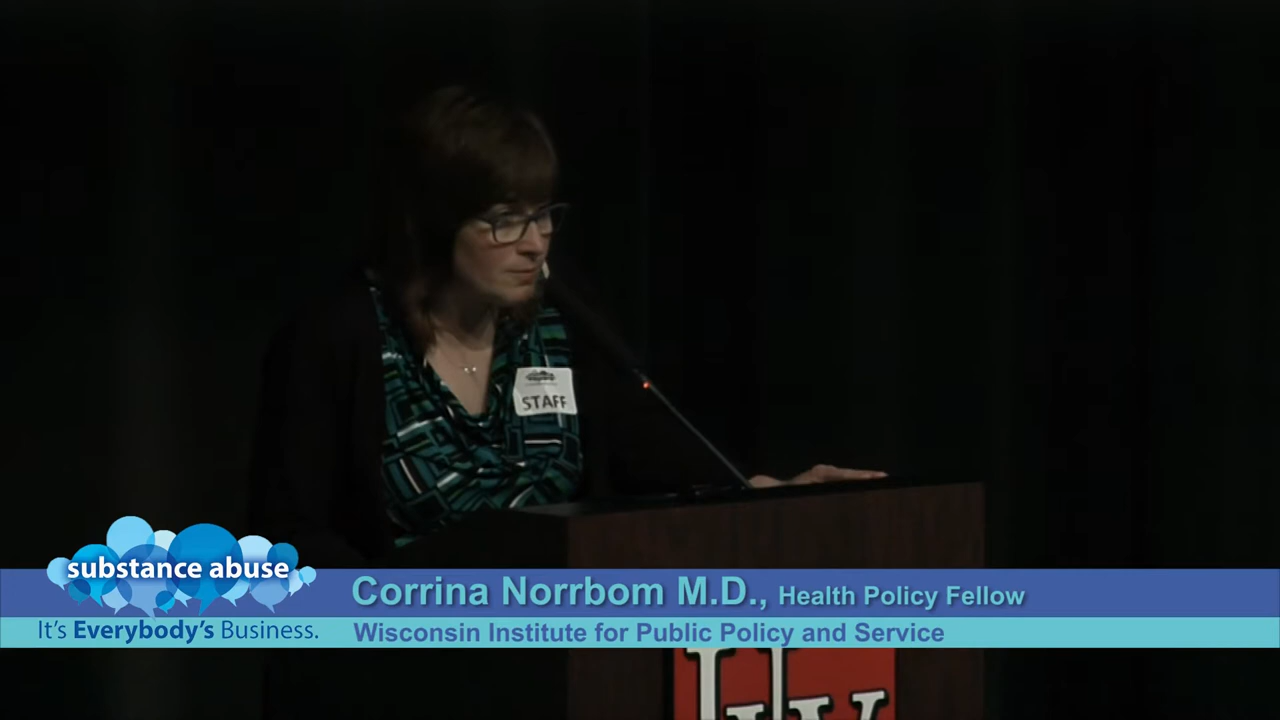 STAFF
substance abuse
It's Everybody's Business.
Corrina Norrbom M.D., Health Policy Fellow
Wisconsin Institute for Public Policy and Service